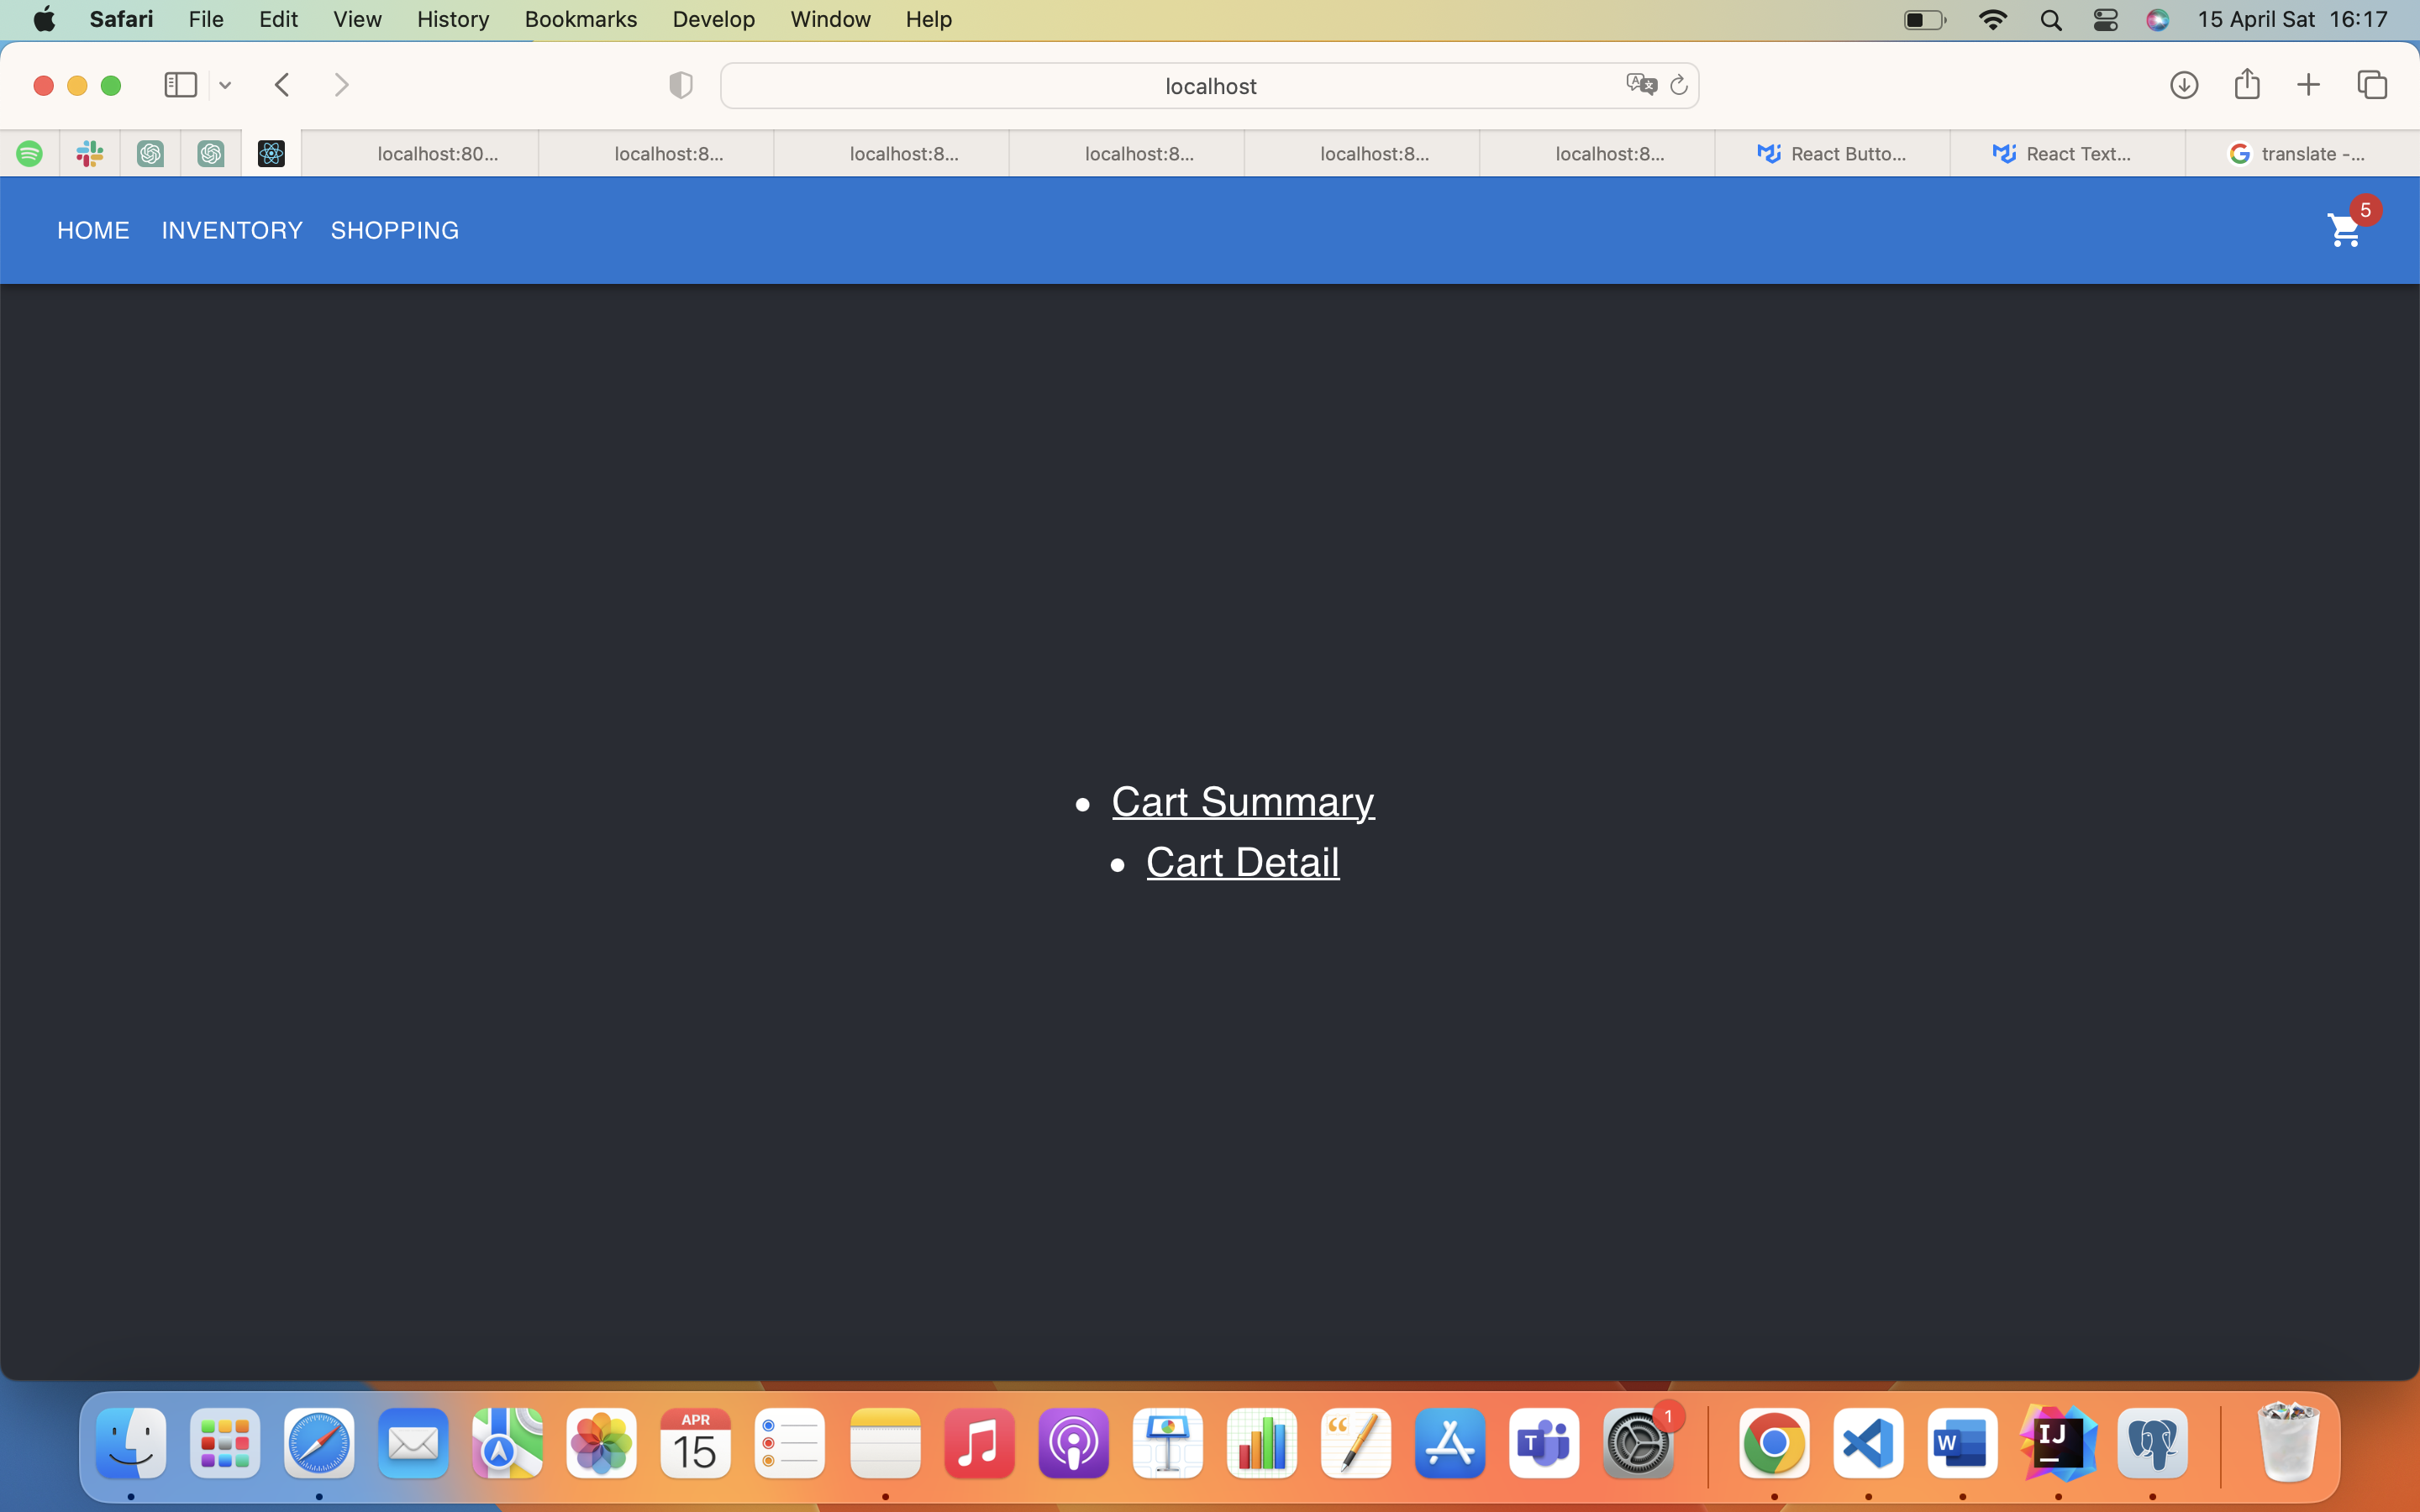 Safari File Edit View History Bookmarks Develop Window Help 15 April Sat 16:17
localhost
localhost:80... localhost:8... localhost:8... localhost:8... localhost:8... localhost:8... React Butto... React Text... translate -...
HOME INVENTORY SHOPPING 5
• Cart Summary
• Cart Detail
APR
15
1
T
W
IJ